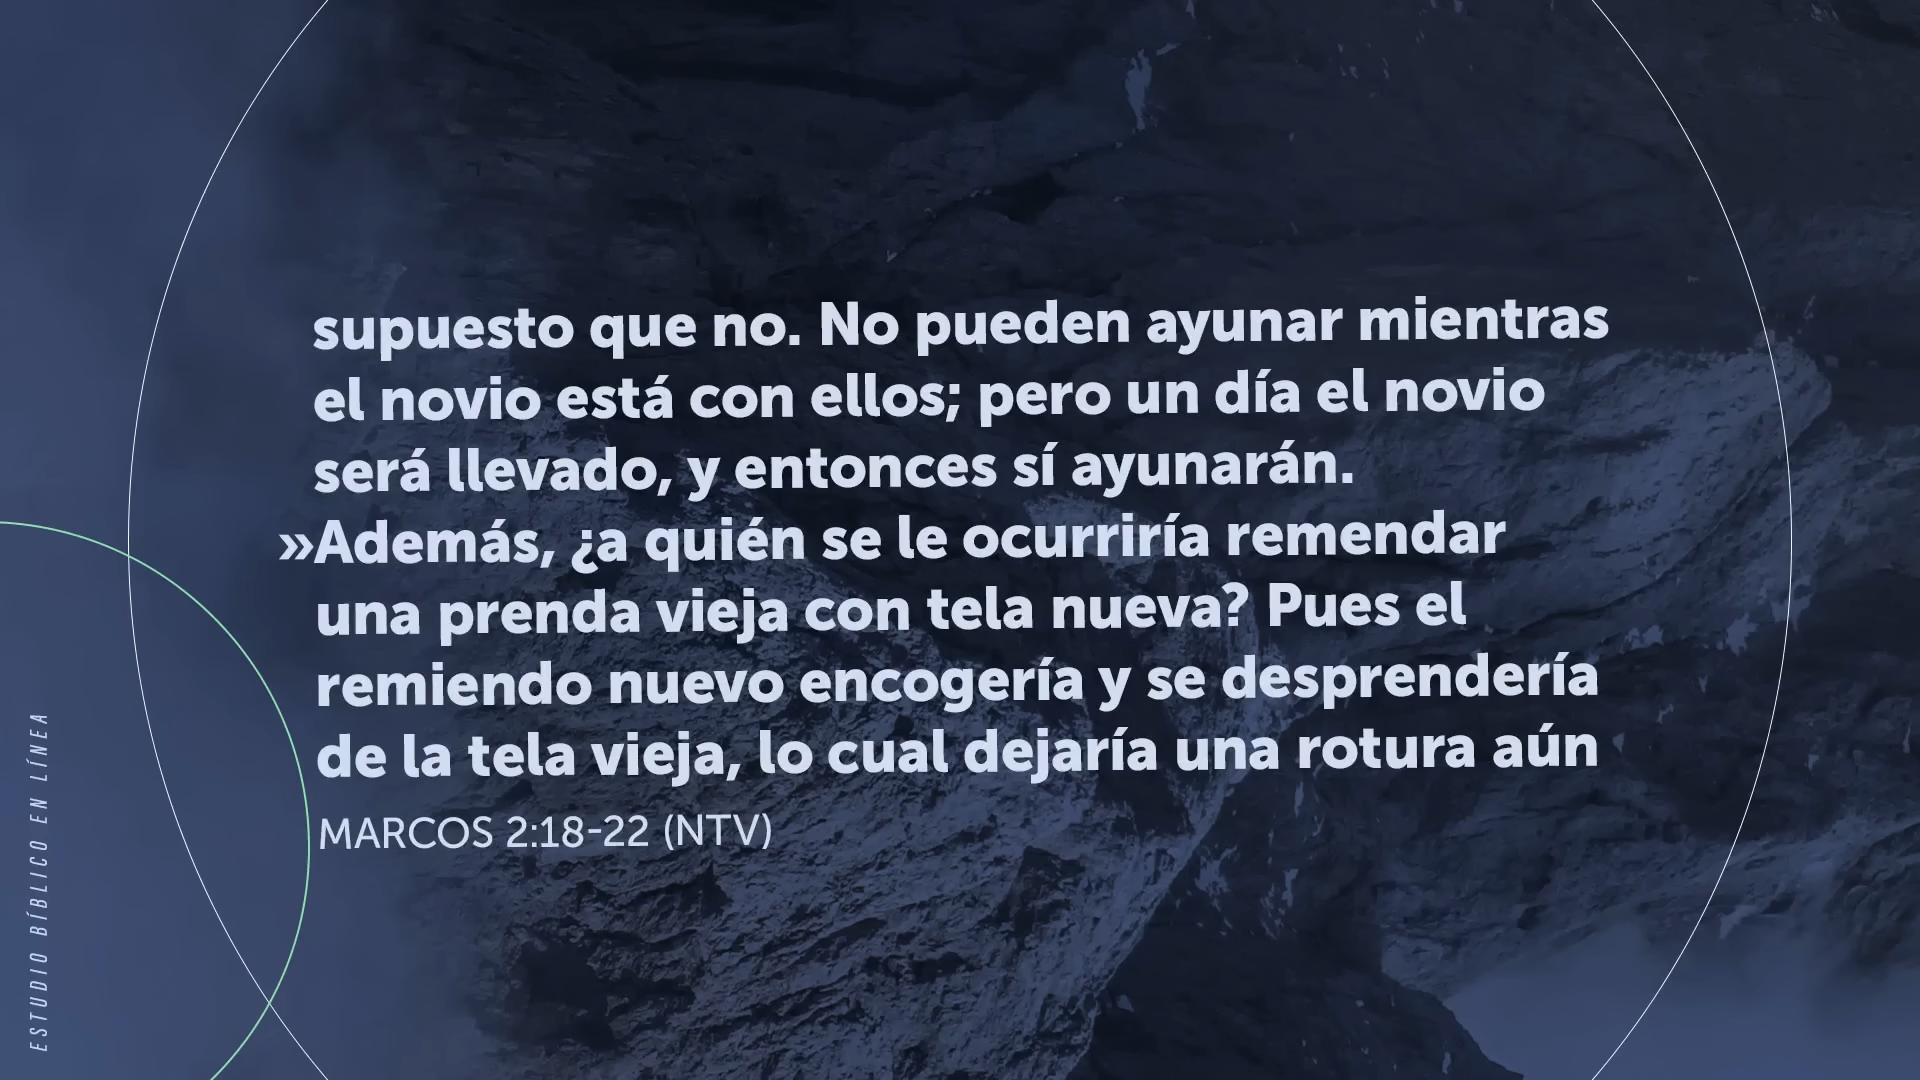 supuesto que no. No pueden ayunar mientras
el novio está con ellos; pero un día el novio
será llevado, y entonces sí ayunarán.
»Además, ¿a quién se le ocurriría remendar
una prenda vieja con tela nueva? Pues el
remiendo nuevo encogería y se desprendería
de la tela vieja, lo cual dejaría una rotura aún
MARCOS 2:18-22 (NTV)
ESTUDIO BÍBLICO EN LÍNEA